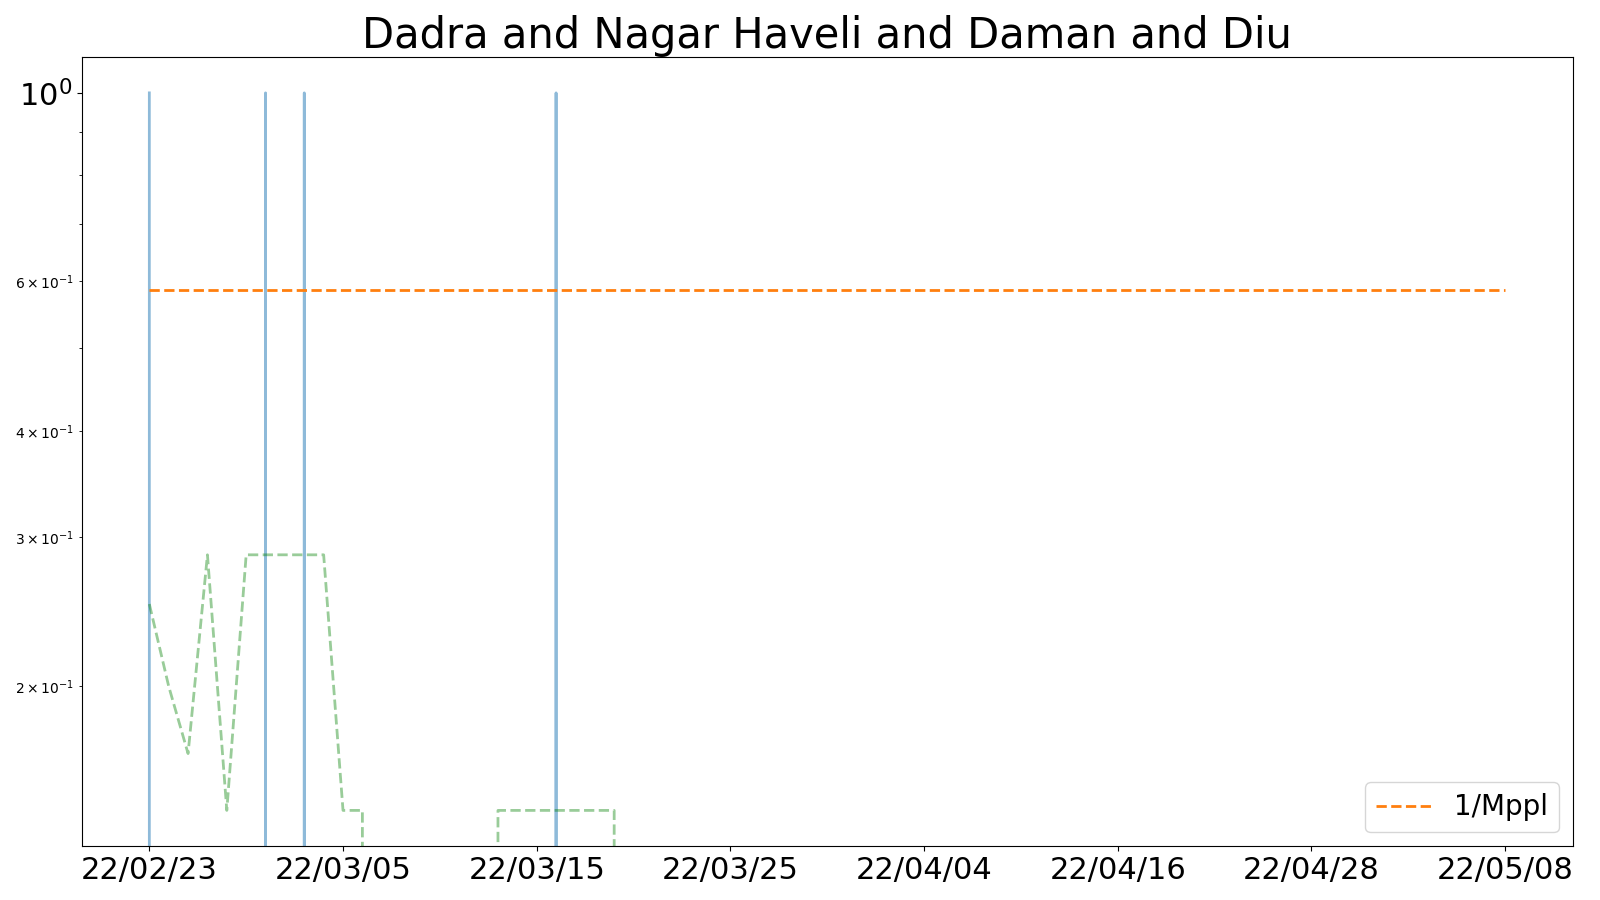 Dadra and Nagar Haveli and Daman and Diu
10⁰
6 × 10⁻¹
4 × 10⁻¹
3 × 10⁻¹
2 × 10⁻¹
1/Mppl
22/02/23 22/03/05 22/03/15 22/03/25 22/04/04 22/04/16 22/04/28 22/05/08